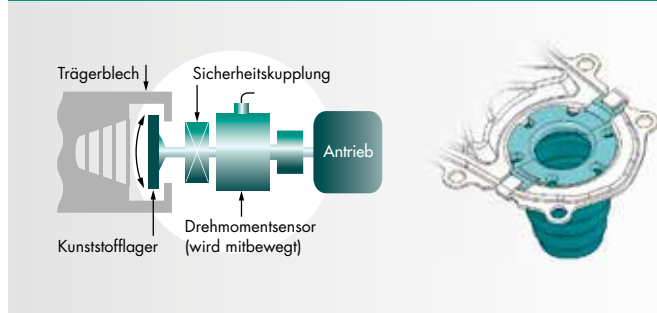 Trägerblech
Sicherheitskupplung
Antrieb
Kunststofflager
Drehmomentsensor
(wird mitbewegt)